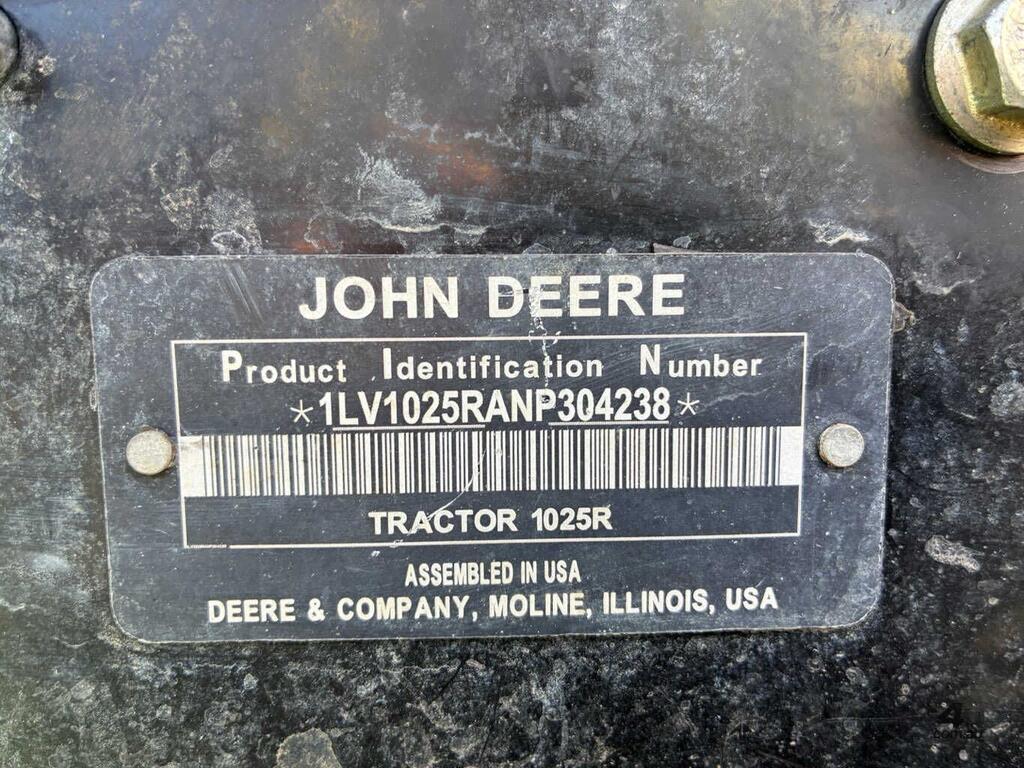 JOHN DEERE
Product Identification Number
*1LV1025RANP304238*
TRACTOR 1025R
ASSEMBLED IN USA
DEERE & COMPANY, MOLINE, ILLINOIS, USA